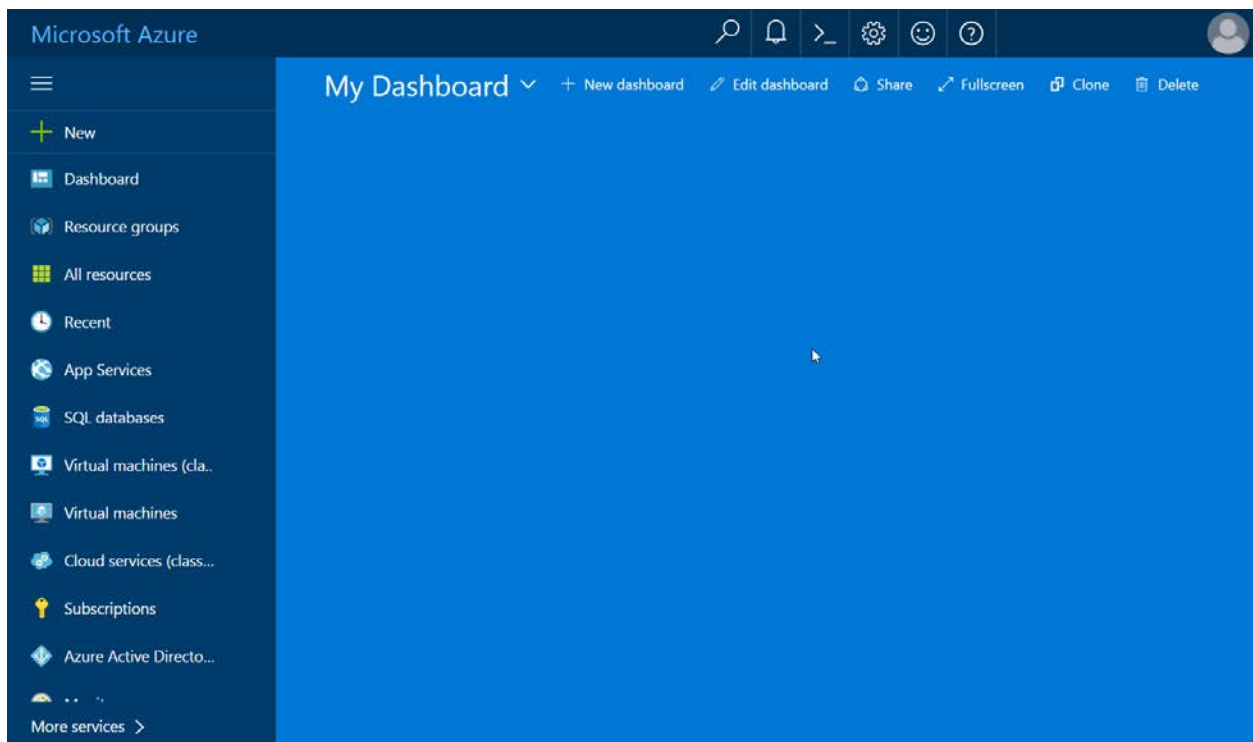 Microsoft Azure
My Dashboard
New dashboard
Edit dashboard
Share
Fullscreen
Clone
Delete
New
Dashboard
Resource groups
All resources
Recent
App Services
SQL databases
Virtual machines (cla..
Virtual machines
Cloud services (class...
Subscriptions
Azure Active Directo...
More services